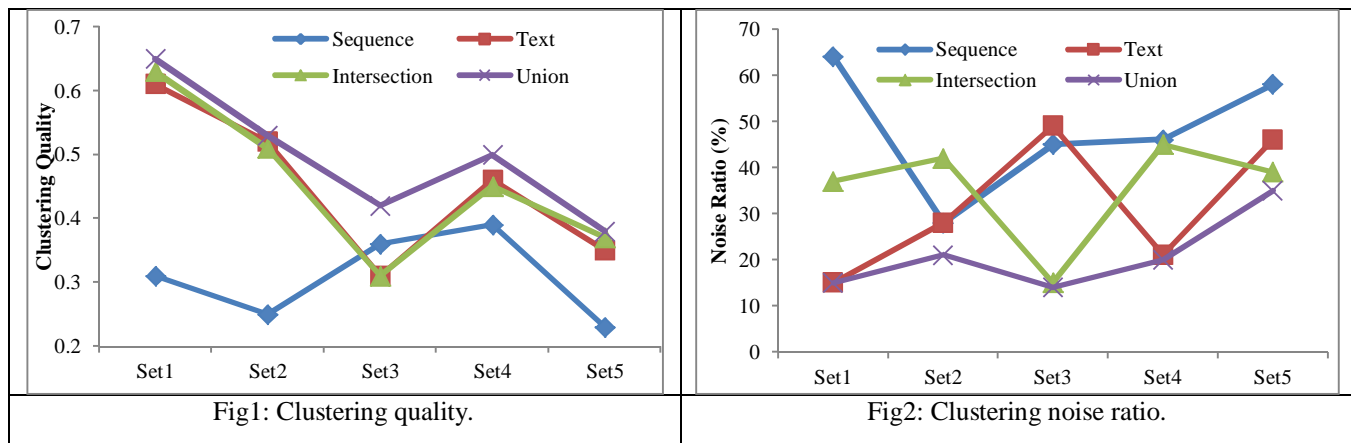 Sequence Text
Intersection Union
Clustering Quality
0.7
0.6
0.5
0.4
0.3
0.2
Set1 Set2 Set3 Set4 Set5
Fig1: Clustering quality.
Sequence Text
Intersection Union
Noise Ratio (%)
70
60
50
40
30
20
10
0
Set1 Set2 Set3 Set4 Set5
Fig2: Clustering noise ratio.